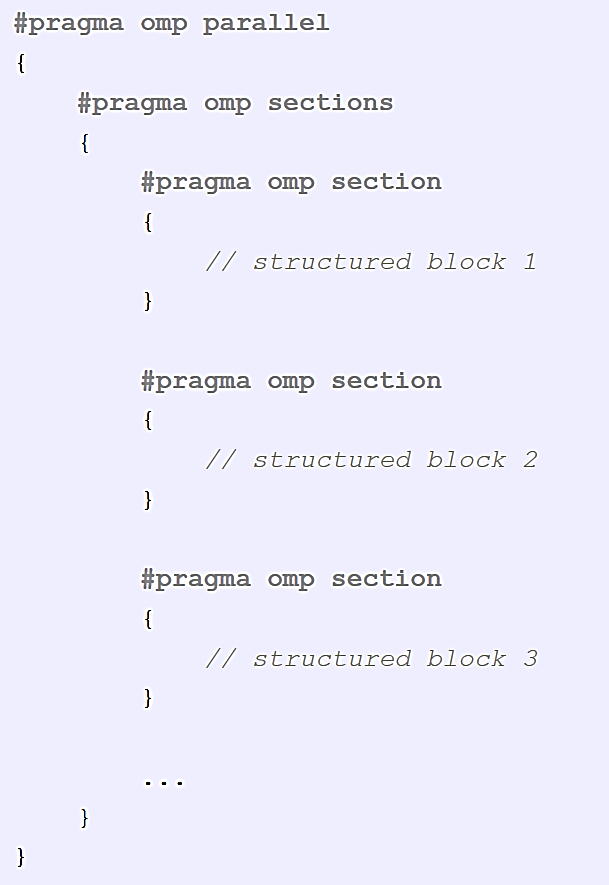 #pragma omp parallel
{
#pragma omp sections
{
#pragma omp section
{
// structured block 1
}
#pragma omp section
{
// structured block 2
}
#pragma omp section
{
// structured block 3
}
...
}
}